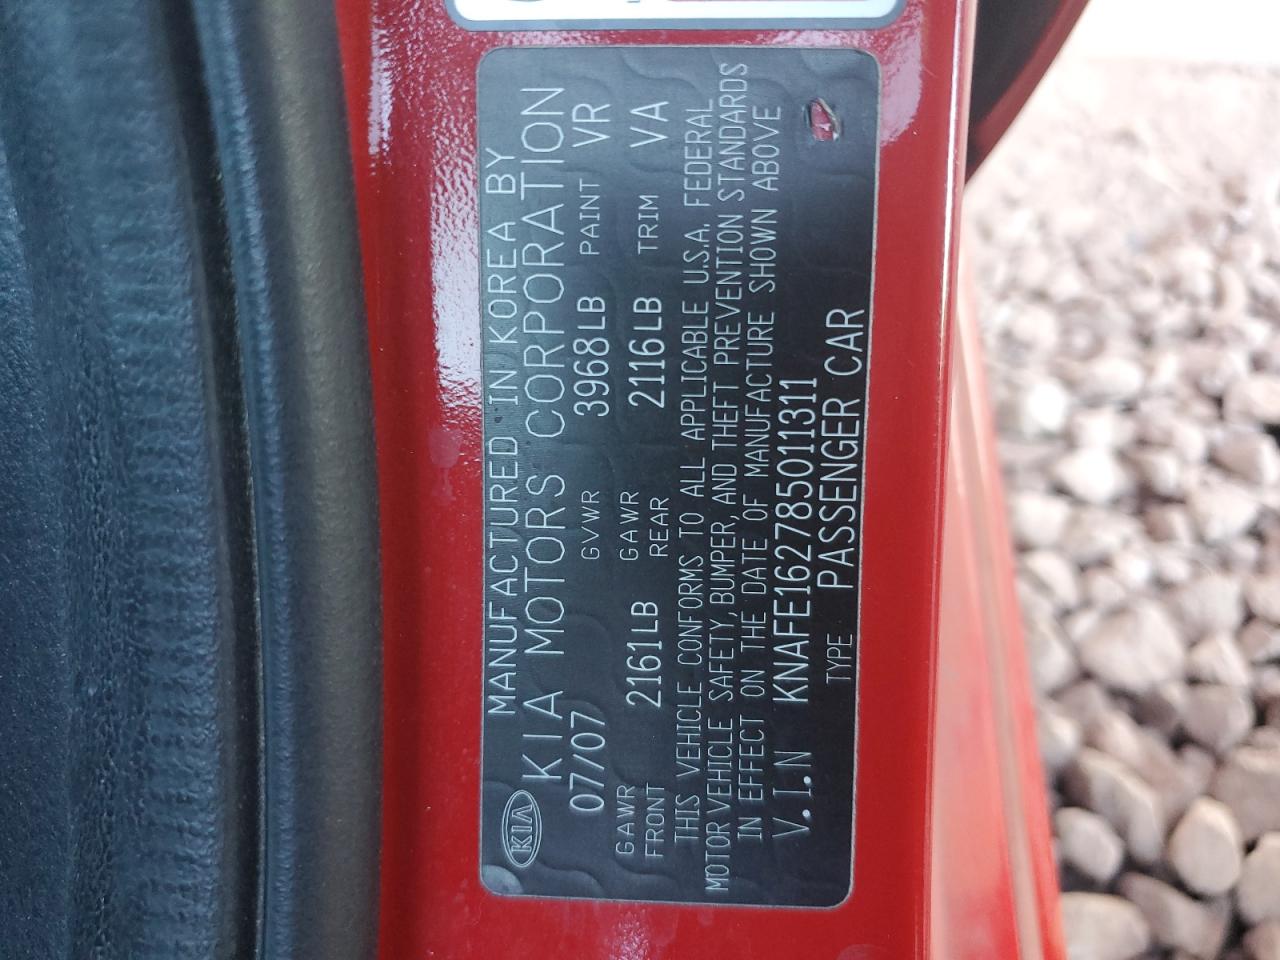 KIA
MANUFACTURED IN KOREA BY
KIA MOTORS CORPORATION
07/07 GVWR 3968LB PAINT VR
GAWR FRONT 2161LB GAWR REAR 2116LB TRIM VA
THIS VEHICLE CONFORMS TO ALL APPLICABLE U.S.A. FEDERAL
MOTOR VEHICLE SAFETY, BUMPER, AND THEFT PREVENTION STANDARDS
IN EFFECT ON THE DATE OF MANUFACTURE SHOWN ABOVE
V.I.N KNAFE162785011311
TYPE PASSENGER CAR